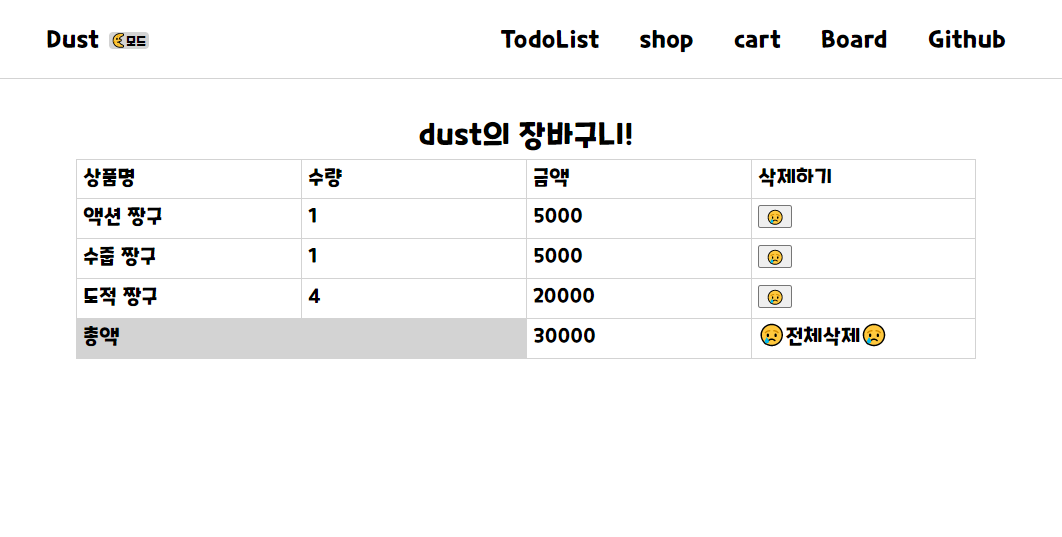 Dust 🌜모드 TodoList shop cart Board Github
dust의 장바구니!
상품명 수량 금액 삭제하기
액션 짱구 1 5000 😢
수줍 짱구 1 5000 😢
도적 짱구 4 20000 😢
총액 30000 😢전체삭제😢